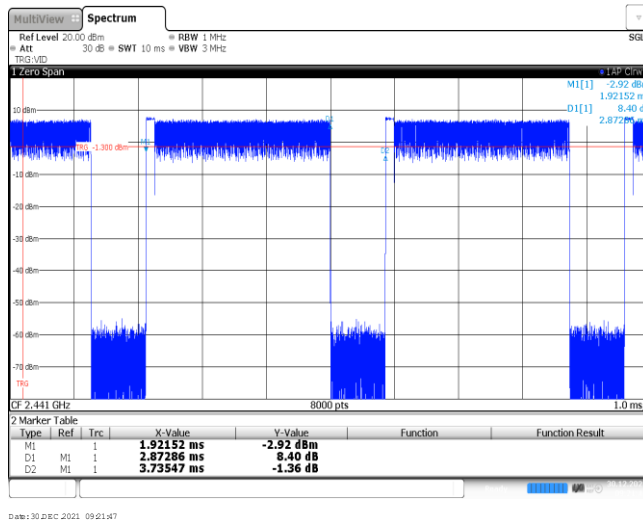 MultiView Spectrum
Ref Level 20.00 dBm RBW 1 MHz SGL
Att 30 dB SWT 10 ms VBW 3 MHz
TRG:VID
1 Zero Span 1AP Clrw
M1[1] -2.92 dBm
1.92152 ms
D1[1] 8.40 d
2.87286 ms
10 dBm
D1
M1
TRG -1.300 dBm
D2
-10 dBm
-20 dBm
-30 dBm
-40 dBm
-50 dBm
-60 dBm
-70 dBm
TRG
CF 2.441 GHz 8000 pts 1.0 ms
2 Marker Table
Type Ref Trc X-Value Y-Value Function Function Result
M1 1 1.92152 ms -2.92 dBm
D1 M1 1 2.87286 ms 8.40 dB
D2 M1 1 3.73547 ms -1.36 dB
Date: 30.DEC.2021 09:21:47